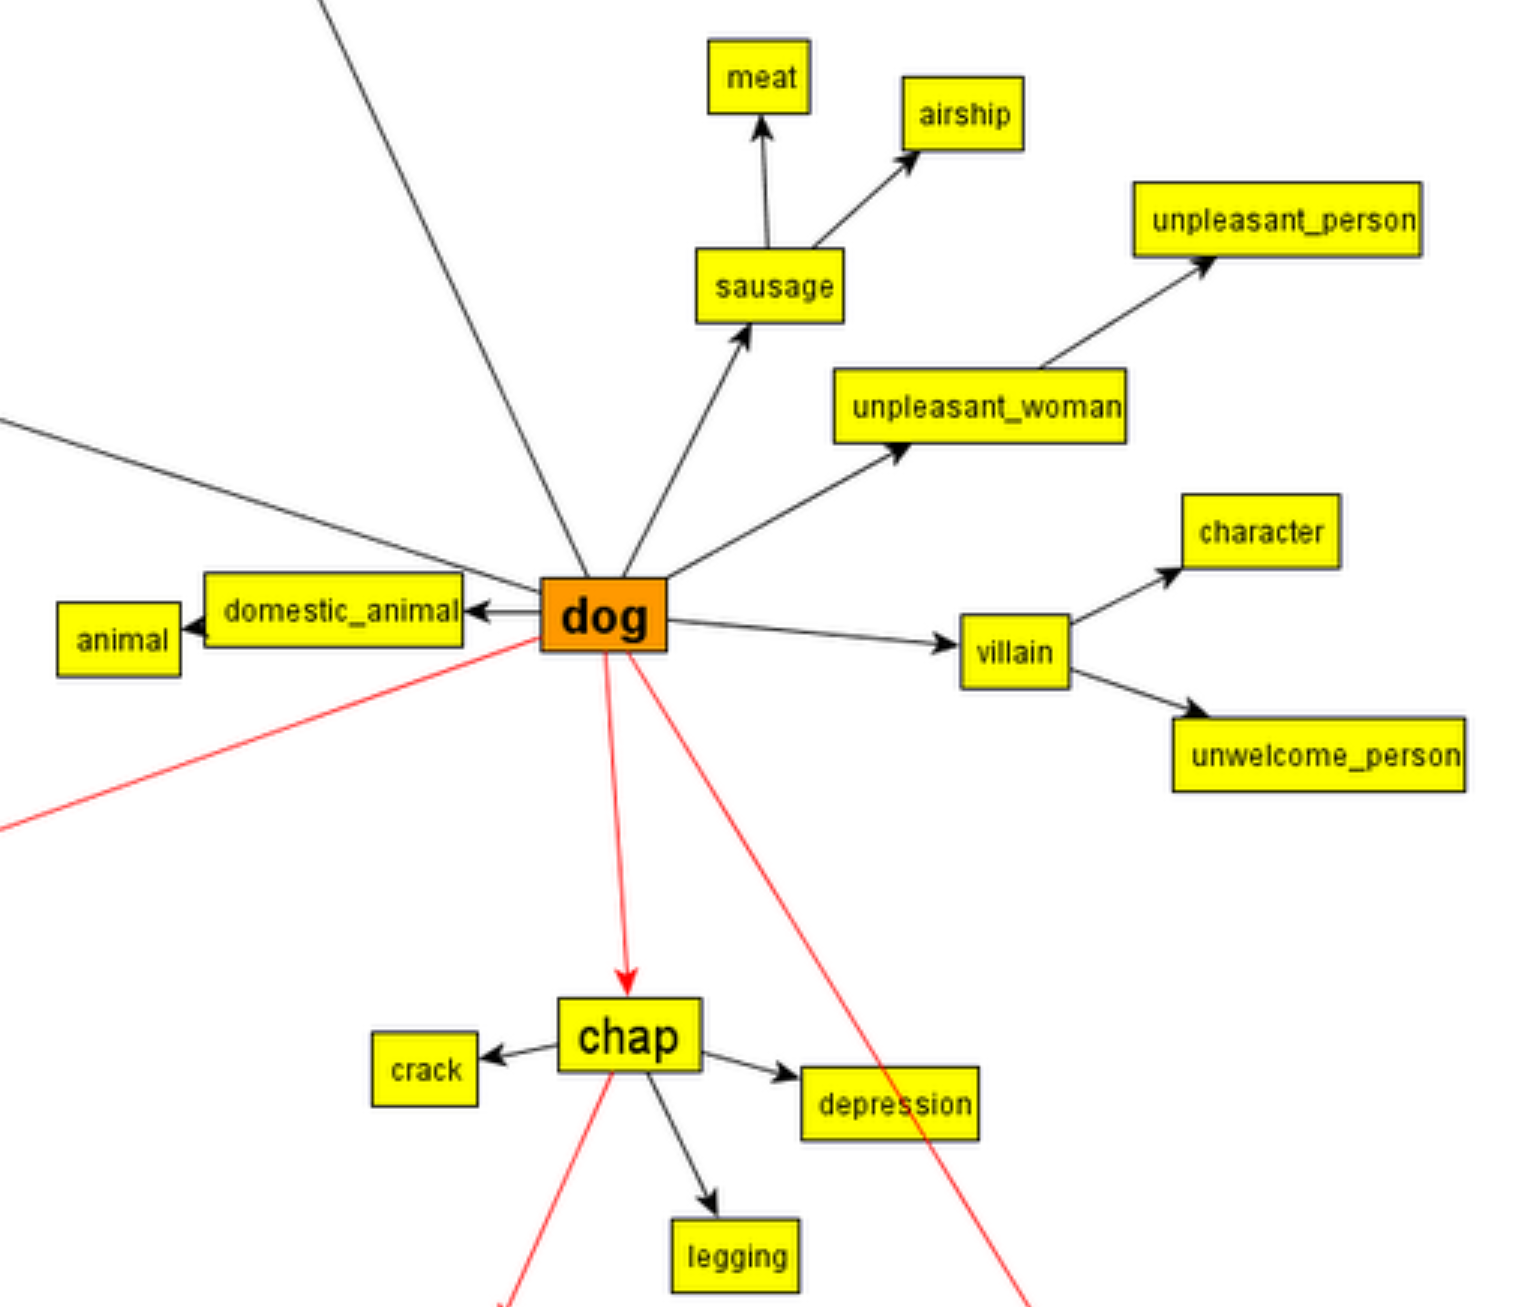 meat
airship
unpleasant_person
sausage
unpleasant_woman
character
domestic_animal
dog
animal
villain
unwelcome_person
chap
crack
depression
legging